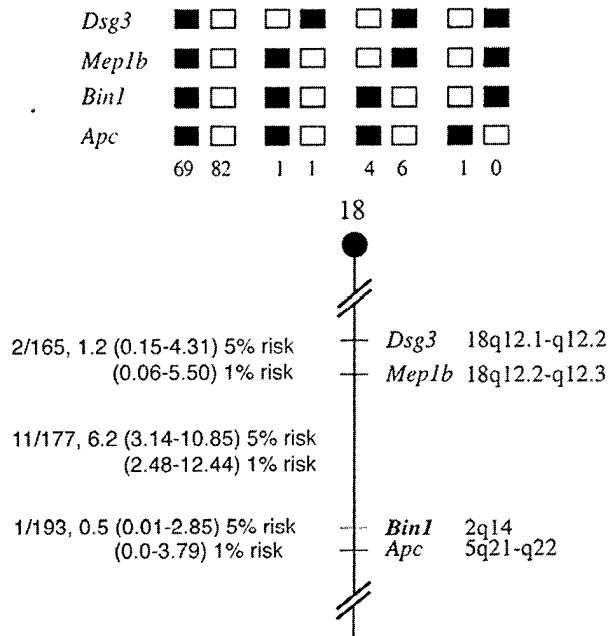 Dsg3
Mep1b
Bin1
Apc
69 82 1 1 4 6 1 0
18
2/165, 1.2 (0.15-4.31) 5% risk
(0.06-5.50) 1% risk
Dsg3 18q12.1-q12.2
Mep1b 18q12.2-q12.3
11/177, 6.2 (3.14-10.85) 5% risk
(2.48-12.44) 1% risk
1/193, 0.5 (0.01-2.85) 5% risk
(0.0-3.79) 1% risk
Bin1 2q14
Apc 5q21-q22